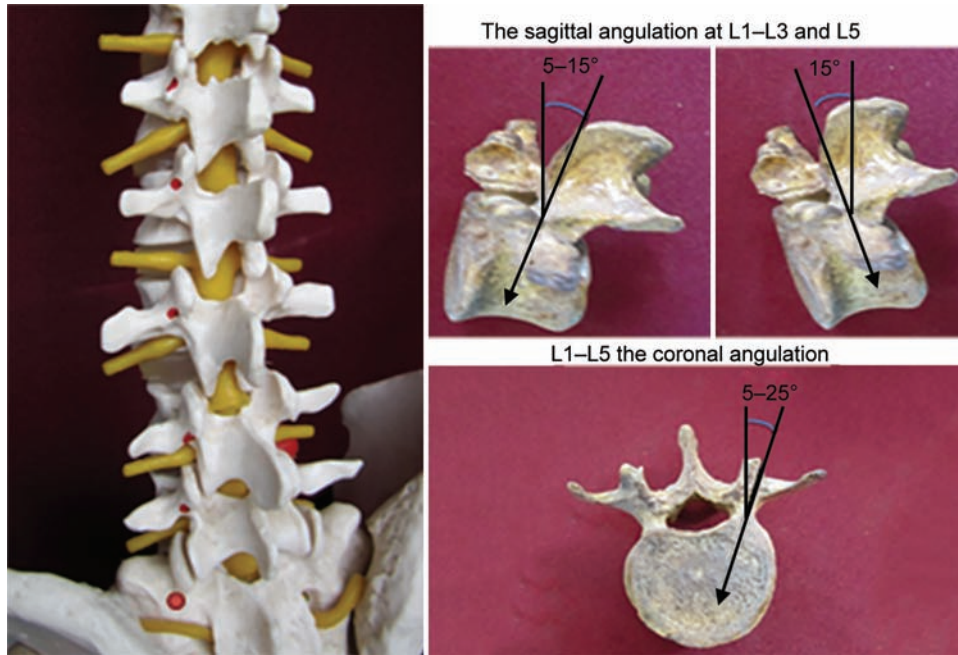 The sagittal angulation at L1–L3 and L5
5–15°
15°
L1–L5 the coronal angulation
5–25°